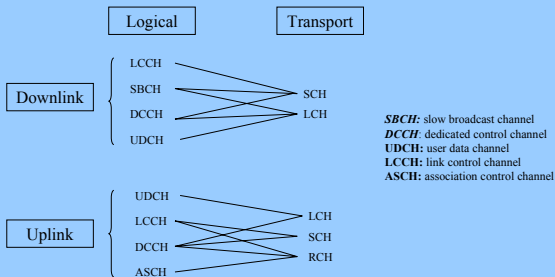 Logical Transport
LCCH
SBCH
SCH
Downlink
DCCH
LCH
UDCH
SBCH: slow broadcast channel
DCCH: dedicated control channel
UDCH: user data channel
LCCH: link control channel
ASCH: association control channel
UDCH
LCCH
LCH
Uplink
SCH
DCCH
RCH
ASCH